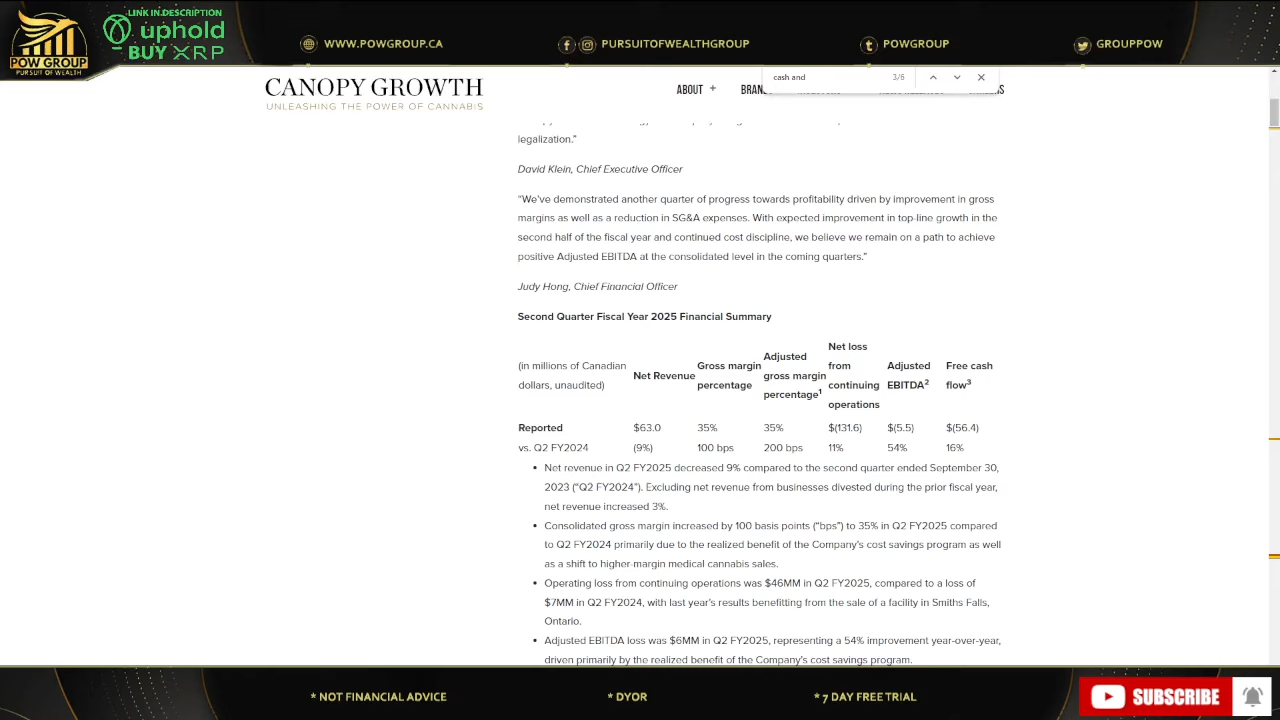 LINK IN DESCRIPTION
uphold
BUY XRP
POW GROUP
PURSUIT OF WEALTH
WWW.POWGROUP.CA
PURSUITOFWEALTHGROUP
POWGROUP
GROUPPOW
CANOPY GROWTH
UNLEASHING THE POWER OF CANNABIS
ABOUT +
cash and 3/6
legalization.”
David Klein, Chief Executive Officer
“We’ve demonstrated another quarter of progress towards profitability driven by improvement in gross
margins as well as a reduction in SG&A expenses. With expected improvement in top-line growth in the
second half of the fiscal year and continued cost discipline, we believe we remain on a path to achieve
positive Adjusted EBITDA at the consolidated level in the coming quarters.”
Judy Hong, Chief Financial Officer
Second Quarter Fiscal Year 2025 Financial Summary
(in millions of Canadian
dollars, unaudited)
Net Revenue
Gross margin
percentage
Adjusted
gross margin
percentage1
Net loss
from
continuing
operations
Adjusted
EBITDA2
Free cash
flow3
Reported $63.0 35% 35% $(131.6) $(5.5) $(56.4)
vs. Q2 FY2024 (9%) 100 bps 200 bps 11% 54% 16%
• Net revenue in Q2 FY2025 decreased 9% compared to the second quarter ended September 30,
2023 (“Q2 FY2024”). Excluding net revenue from businesses divested during the prior fiscal year,
net revenue increased 3%.
• Consolidated gross margin increased by 100 basis points (“bps”) to 35% in Q2 FY2025 compared
to Q2 FY2024 primarily due to the realized benefit of the Company’s cost savings program as well
as a shift to higher-margin medical cannabis sales.
• Operating loss from continuing operations was $46MM in Q2 FY2025, compared to a loss of
$7MM in Q2 FY2024, with last year’s results benefitting from the sale of a facility in Smiths Falls,
Ontario.
• Adjusted EBITDA loss was $6MM in Q2 FY2025, representing a 54% improvement year-over-year,
driven primarily by the realized benefit of the Company’s cost savings program.
* NOT FINANCIAL ADVICE
* DYOR
* 7 DAY FREE TRIAL
SUBSCRIBE